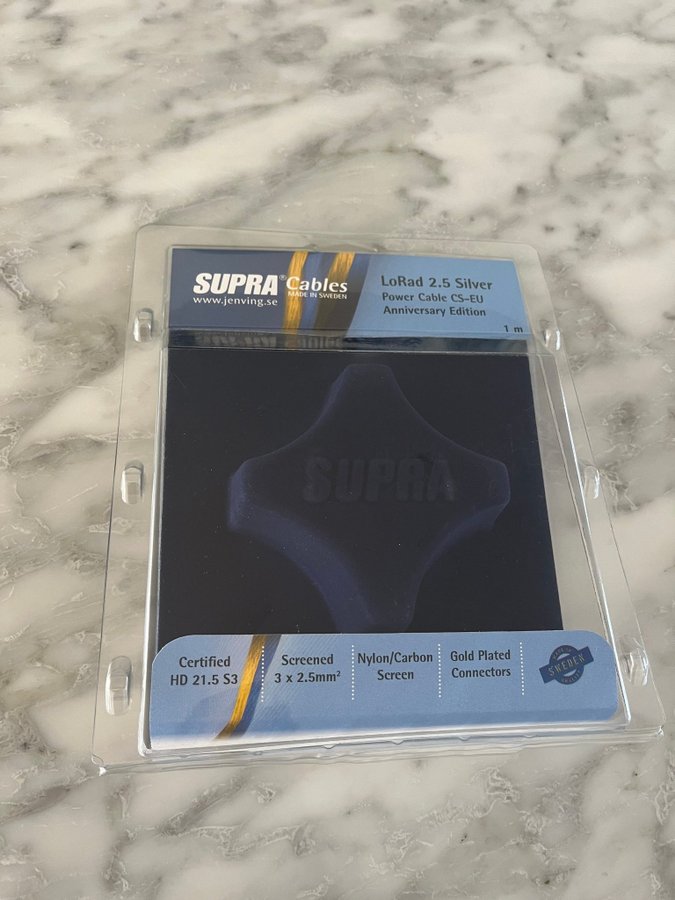 SUPRA® Cables
MADE IN SWEDEN
www.jenving.se
LoRad 2.5 Silver
Power Cable CS-EU
Anniversary Edition
1 m
SUPRA
Certified
HD 21.5 S3
Screened
3 x 2.5mm²
Nylon/Carbon
Screen
Gold Plated
Connectors
SWEDEN